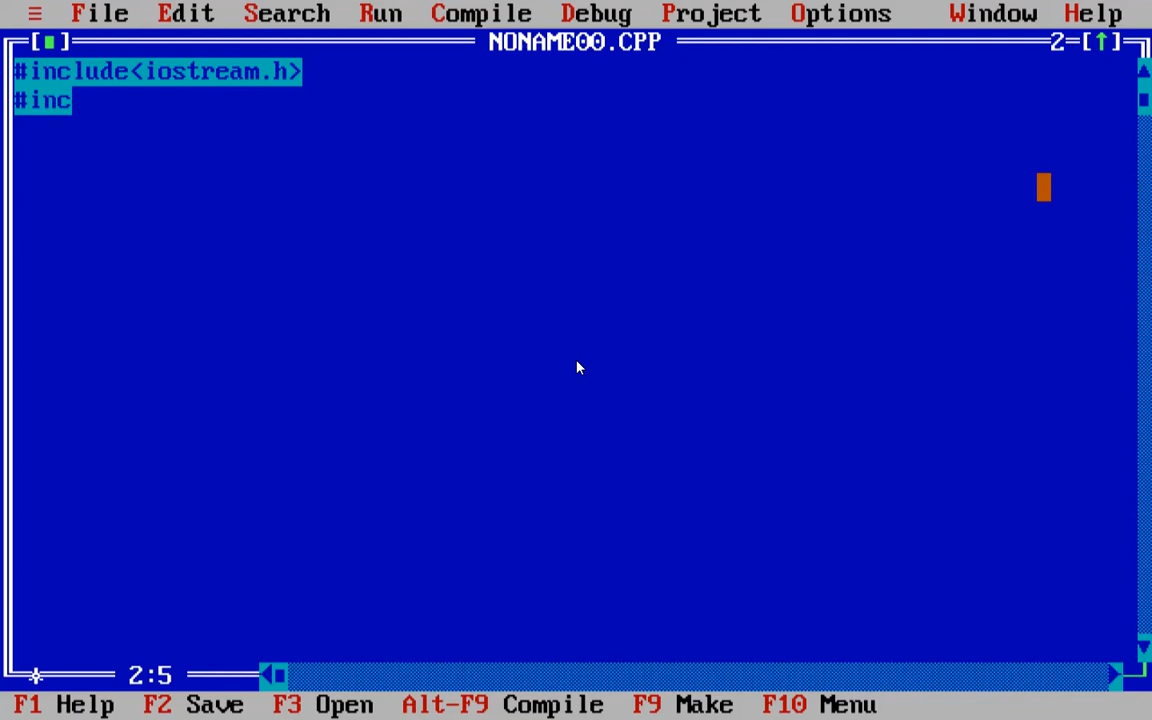 ≡ File Edit Search Run Compile Debug Project Options Window Help
[■] NONAME00.CPP 2=[↑]
#include<iostream.h>
#inc
2:5
F1 Help F2 Save F3 Open Alt-F9 Compile F9 Make F10 Menu